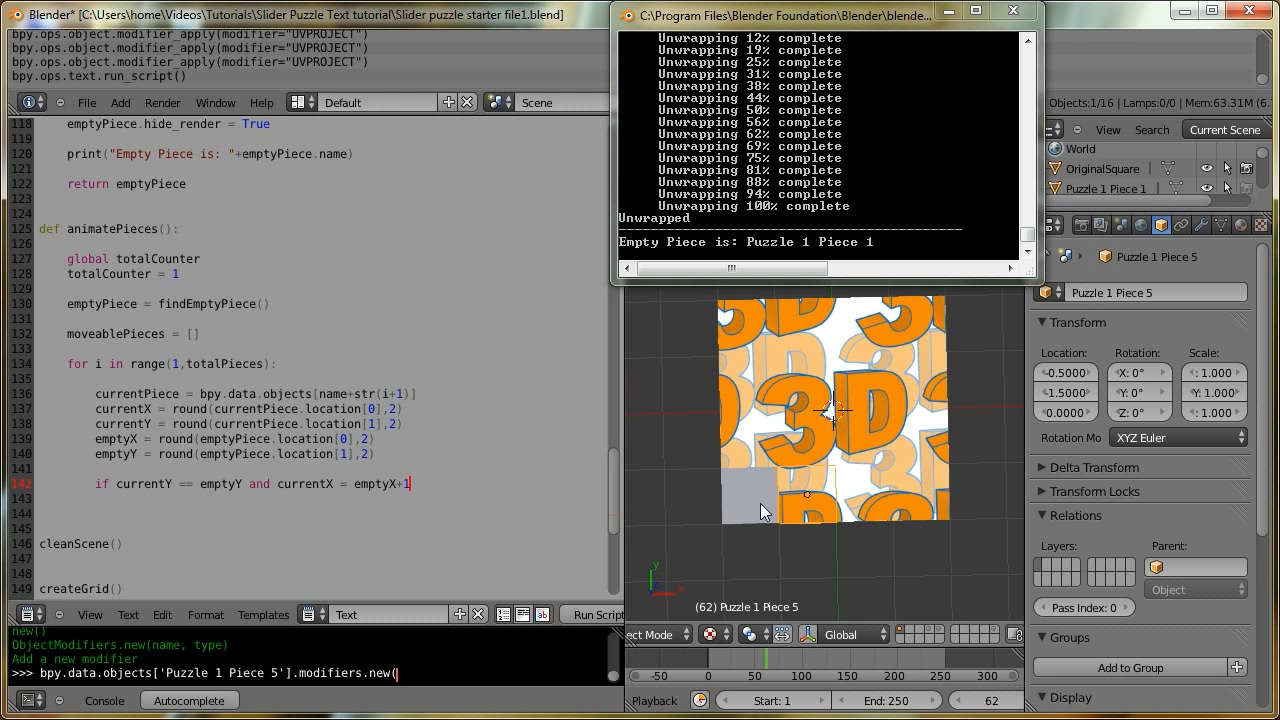 Blender* [C:\Users\home\Videos\Tutorials\Slider Puzzle Text tutorial\Slider puzzle starter file1.blend]
bpy.ops.object.modifier_apply(modifier="UVPROJECT")
bpy.ops.object.modifier_apply(modifier="UVPROJECT")
bpy.ops.object.modifier_apply(modifier="UVPROJECT")
bpy.ops.text.run_script()
File Add Render Window Help Default Scene
118 emptyPiece.hide_render = True
119
120 print("Empty Piece is: "+emptyPiece.name)
121
122 return emptyPiece
123
124
125 def animatePieces():
126
127 global totalCounter
128 totalCounter = 1
129
130 emptyPiece = findEmptyPiece()
131
132 moveablePieces = []
133
134 for i in range(1,totalPieces):
135
136 currentPiece = bpy.data.objects[name+str(i+1)]
137 currentX = round(currentPiece.location[0],2)
138 currentY = round(currentPiece.location[1],2)
139 emptyX = round(emptyPiece.location[0],2)
140 emptyY = round(emptyPiece.location[1],2)
141
142 if currentY == emptyY and currentX = emptyX+1
143
144
145
146 cleanScene()
147
148
149 createGrid()
View Text Edit Format Templates Text Run Script
new()
ObjectModifiers.new(name, type)
Add a new modifier
>>> bpy.data.objects['Puzzle 1 Piece 5'].modifiers.new(
Console Autocomplete
C:\Program Files\Blender Foundation\Blender\blende...
Unwrapping 12% complete
Unwrapping 19% complete
Unwrapping 25% complete
Unwrapping 31% complete
Unwrapping 38% complete
Unwrapping 44% complete
Unwrapping 50% complete
Unwrapping 56% complete
Unwrapping 62% complete
Unwrapping 69% complete
Unwrapping 75% complete
Unwrapping 81% complete
Unwrapping 88% complete
Unwrapping 94% complete
Unwrapping 100% complete
Unwrapped
Empty Piece is: Puzzle 1 Piece 1
3D
y
x
(62) Puzzle 1 Piece 5
ect Mode Global
-50 0 50 100 150 200 250 300
Playback Start: 1 End: 250 62
Objects:1/16 | Lamps:0/0 | Mem:63.31M (6.
View Search Current Scene
World
OriginalSquare
Puzzle 1 Piece 1
Puzzle 1 Piece 5
Puzzle 1 Piece 5
Transform
Location: Rotation: Scale:
-0.5000 X: 0° : 1.000
-1.5000 Y: 0° Y: 1.000
0.0000 Z: 0° : 1.000
Rotation Mo XYZ Euler
Delta Transform
Transform Locks
Relations
Layers: Parent:
Object
Pass Index: 0
Groups
Add to Group
Display